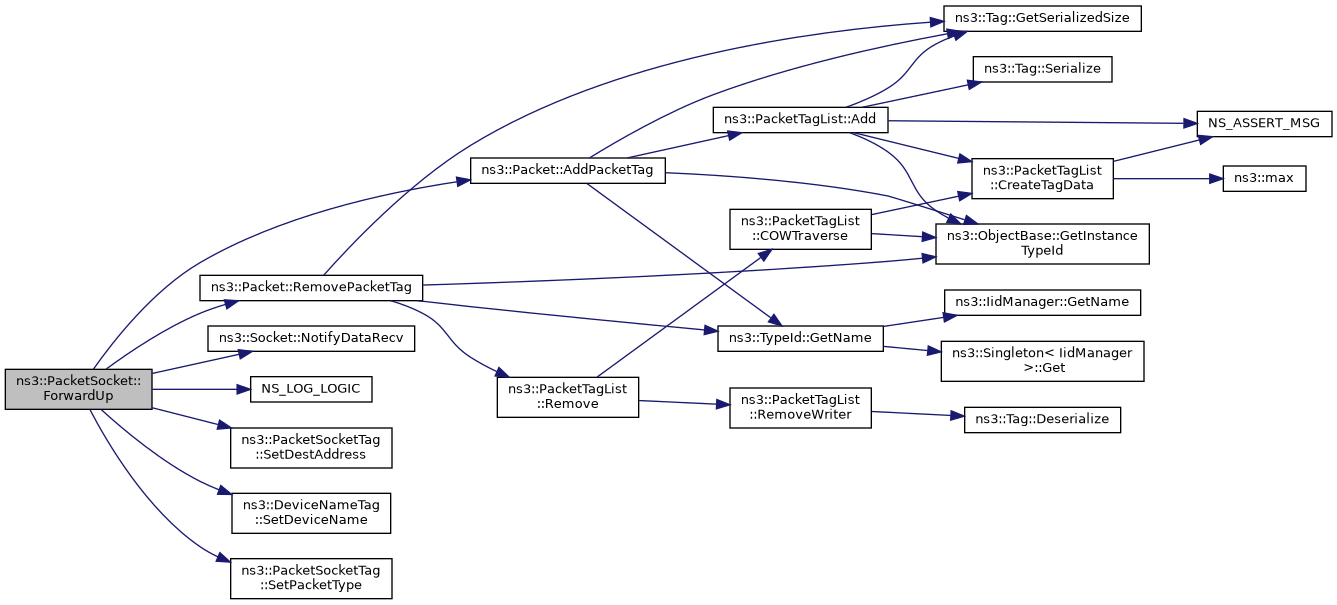 ns3::PacketSocket::
ForwardUp
ns3::Packet::AddPacketTag
ns3::Packet::RemovePacketTag
ns3::Socket::NotifyDataRecv
NS_LOG_LOGIC
ns3::PacketSocketTag
::SetDestAddress
ns3::DeviceNameTag
::SetDeviceName
ns3::PacketSocketTag
::SetPacketType
ns3::PacketTagList
::Remove
ns3::PacketTagList::Add
ns3::PacketTagList
::COWTraverse
ns3::TypeId::GetName
ns3::PacketTagList
::RemoveWriter
ns3::Tag::GetSerializedSize
ns3::Tag::Serialize
ns3::PacketTagList
::CreateTagData
ns3::ObjectBase::GetInstance
TypeId
ns3::IidManager::GetName
ns3::Singleton< IidManager
>::Get
ns3::Tag::Deserialize
NS_ASSERT_MSG
ns3::max